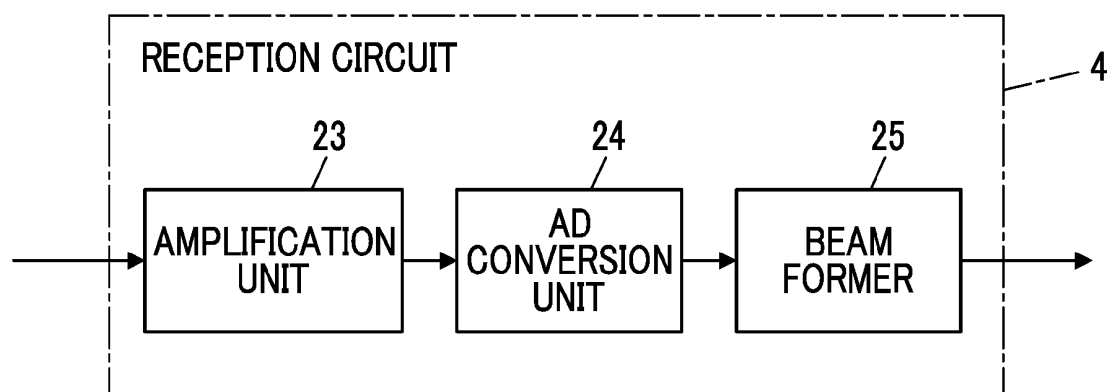 RECEPTION CIRCUIT
4
23
24
25
AMPLIFICATION
UNIT
AD
CONVERSION
UNIT
BEAM
FORMER